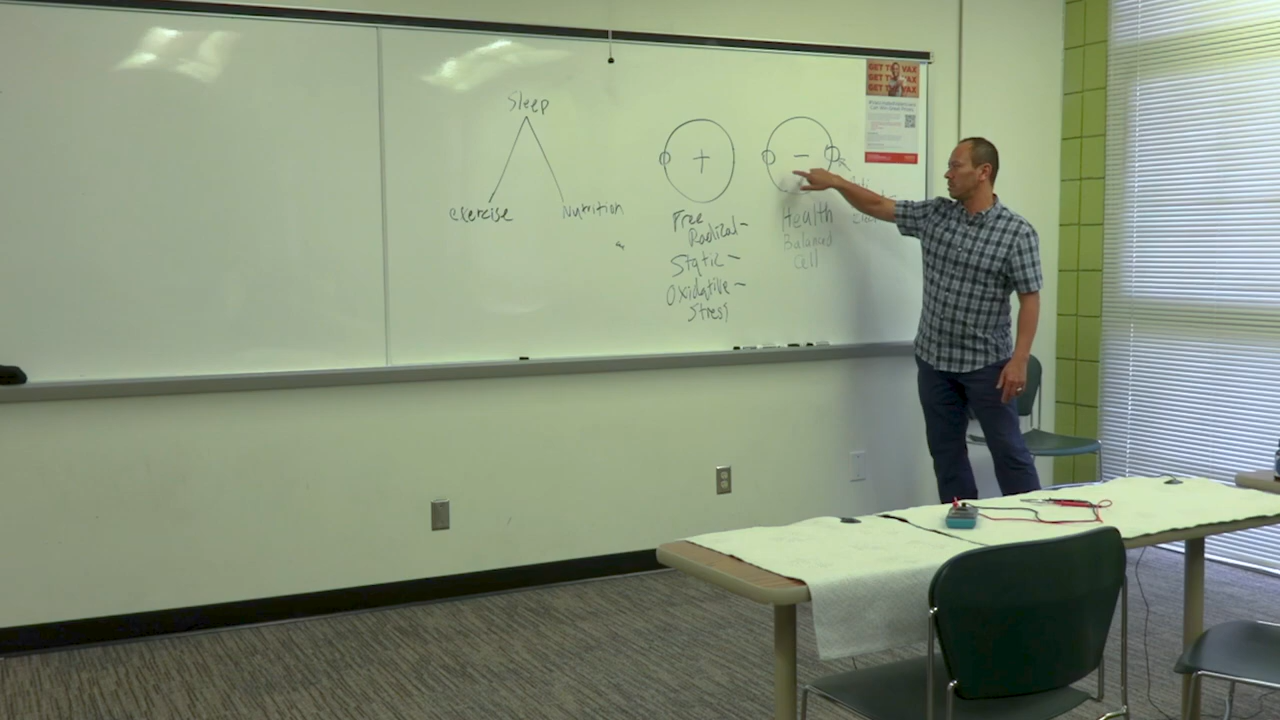 Sleep
exercise
Nutrition
+
Free
Radical-
Static -
Oxidative -
Stress
-
Health
Balanced
Cell
GET THE VAX
GET THE VAX
GET THE VAX